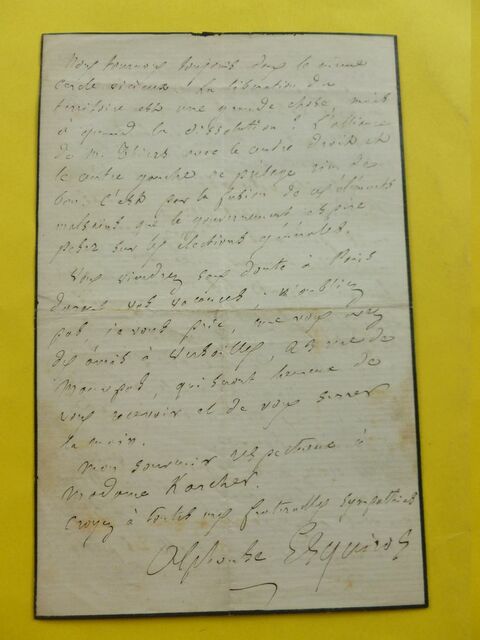 Nous tournons toujours dans le même
cercle vicieux ! La libération du
territoire est une grande chose, mais
à quand la dissolution ? L'alliance
de M. Thiers avec le centre droit et
le centre gauche ne présage rien de
bon. C'est par la fusion de ces éléments
malsains que le gouvernement espère
peser sur les élections générales.
Vous viendrez sans doute à Paris
durant vos vacances ; n'oubliez
pas, je vous prie, que vous avez
des amis à Versailles, 23 rue de
Maurepas, qui seront heureux de
vous recevoir et de vous serrer
la main.
Mon souvenir respectueux à
Madame Karcher.
Croyez à toutes mes fraternelles sympathies
Alphonse Esquiros